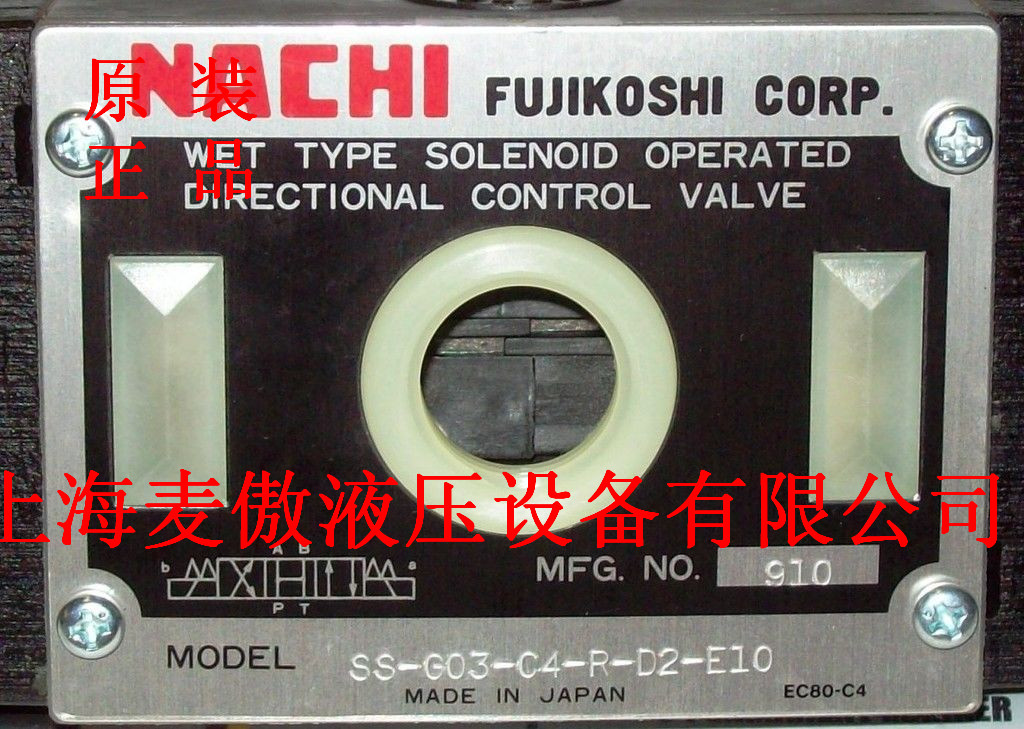 NACHI FUJIKOSHI CORP.
原装
正品
WET TYPE SOLENOID OPERATED
DIRECTIONAL CONTROL VALVE
上海麦傲液压设备有限公司
A B
b a
P T
MFG. NO. 910
MODEL SS-G03-C4-R-D2-E10
MADE IN JAPAN EC80-C4